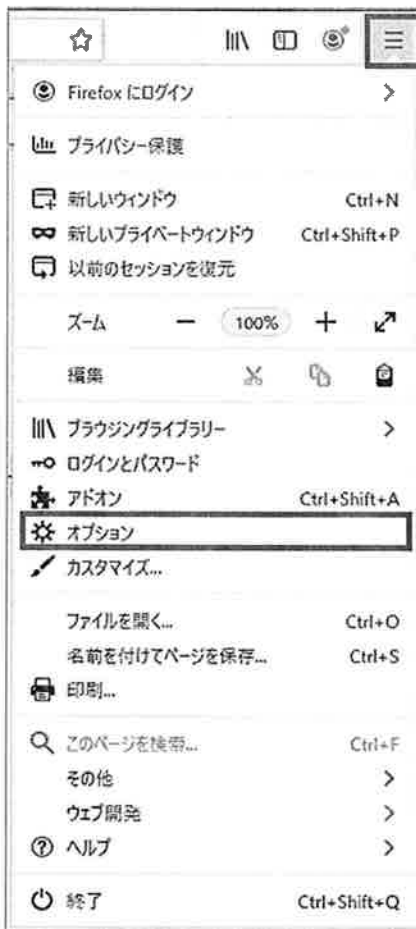 Firefox にログイン
プライバシー保護
新しいウィンドウ Ctrl+N
新しいプライベートウィンドウ Ctrl+Shift+P
以前のセッションを復元
ズーム 100%
編集
ブラウジングライブラリー
ログインとパスワード
アドオン Ctrl+Shift+A
オプション
カスタマイズ...
ファイルを開く... Ctrl+O
名前を付けてページを保存... Ctrl+S
印刷...
このページを検索... Ctrl+F
その他
ウェブ開発
ヘルプ
終了 Ctrl+Shift+Q